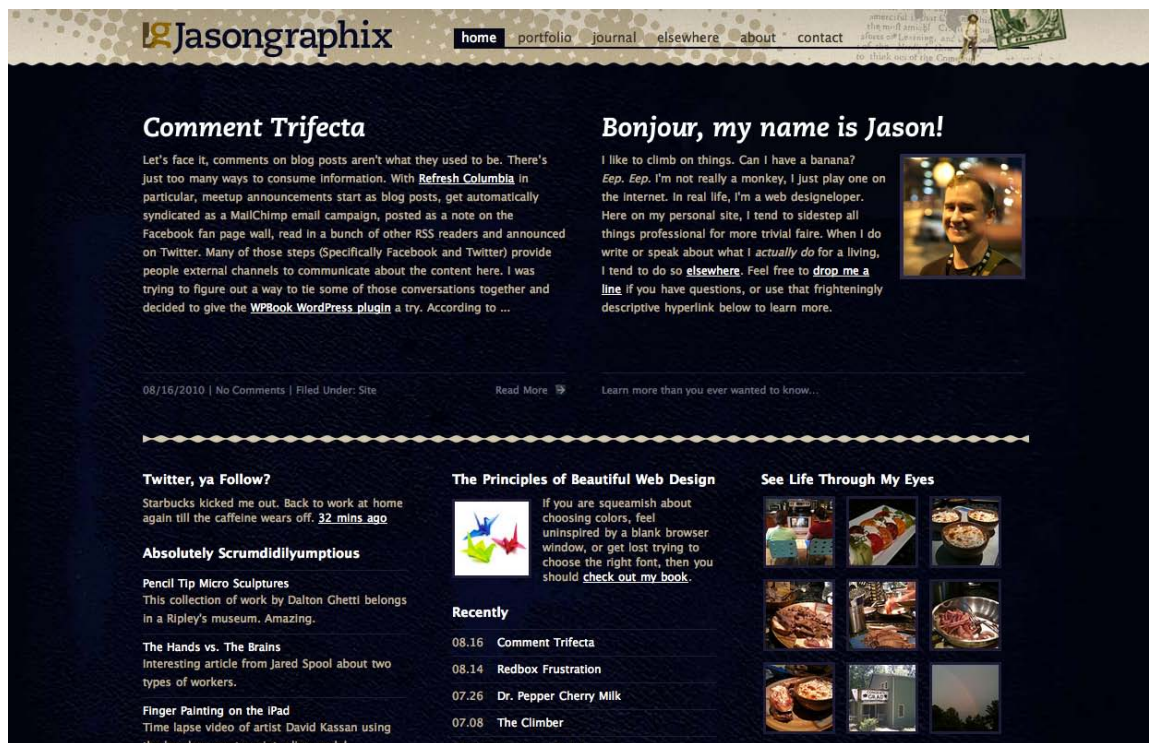 Jasongraphix
home portfolio journal elsewhere about contact
Comment Trifecta
Let's face it, comments on blog posts aren't what they used to be. There's
just too many ways to consume information. With Refresh Columbia in
particular, meetup announcements start as blog posts, get automatically
syndicated as a MailChimp email campaign, posted as a note on the
Facebook fan page wall, read in a bunch of other RSS readers and announced
on Twitter. Many of those steps (Specifically Facebook and Twitter) provide
people external channels to communicate about the content here. I was
trying to figure out a way to tie some of those conversations together and
decided to give the WPBook WordPress plugin a try. According to ...
08/16/2010 | No Comments | Filed Under: Site
Read More
Bonjour, my name is Jason!
I like to climb on things. Can I have a banana?
Eep. Eep. I'm not really a monkey, I just play one on
the internet. In real life, I'm a web designeloper.
Here on my personal site, I tend to sidestep all
things professional for more trivial faire. When I do
write or speak about what I actually do for a living,
I tend to do so elsewhere. Feel free to drop me a
line if you have questions, or use that frighteningly
descriptive hyperlink below to learn more.
Learn more than you ever wanted to know...
Twitter, ya Follow?
Starbucks kicked me out. Back to work at home
again till the caffeine wears off. 32 mins ago
Absolutely Scrumdidilyumptious
Pencil Tip Micro Sculptures
This collection of work by Dalton Ghetti belongs
in a Ripley's museum. Amazing.
The Hands vs. The Brains
Interesting article from Jared Spool about two
types of workers.
Finger Painting on the iPad
Time lapse video of artist David Kassan using
The Principles of Beautiful Web Design
If you are squeamish about
choosing colors, feel
uninspired by a blank browser
window, or get lost trying to
choose the right font, then you
should check out my book.
Recently
08.16 Comment Trifecta
08.14 Redbox Frustration
07.26 Dr. Pepper Cherry Milk
07.08 The Climber
See Life Through My Eyes